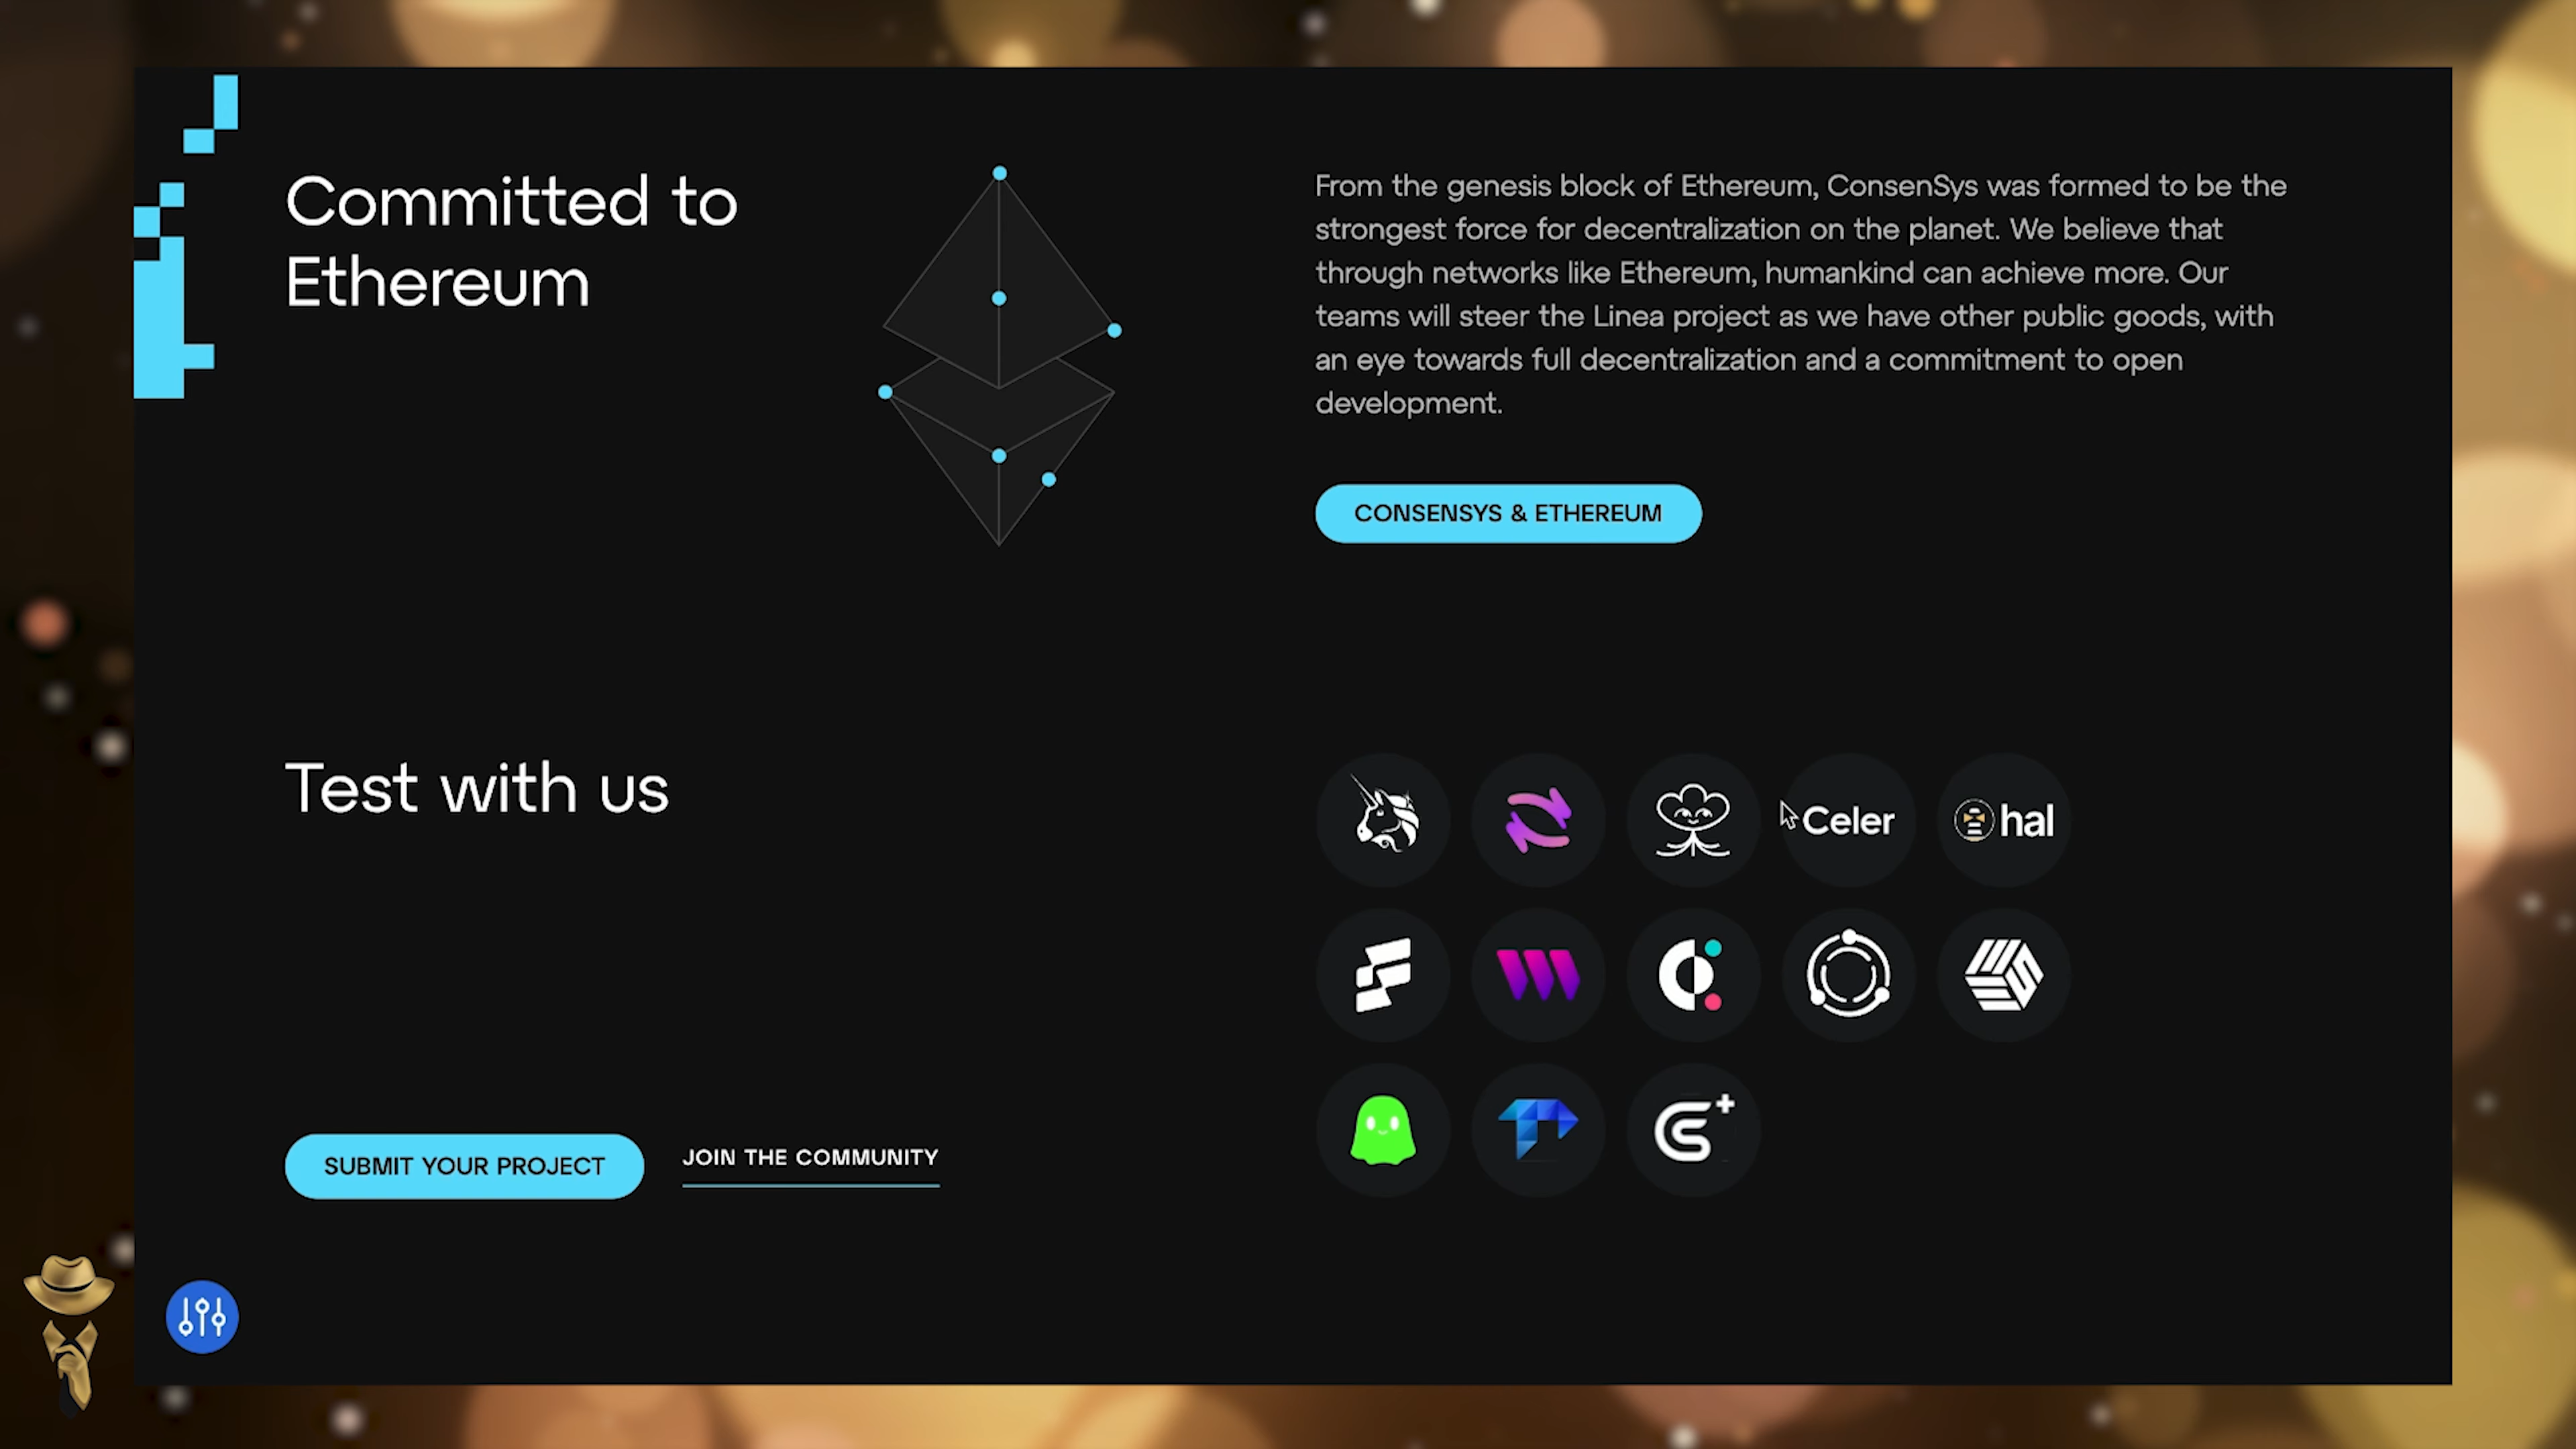 Committed to
Ethereum
From the genesis block of Ethereum, ConsenSys was formed to be the
strongest force for decentralization on the planet. We believe that
through networks like Ethereum, humankind can achieve more. Our
teams will steer the Linea project as we have other public goods, with
an eye towards full decentralization and a commitment to open
development.
CONSENSYS & ETHEREUM
Test with us
Celer
hal
SUBMIT YOUR PROJECT
JOIN THE COMMUNITY